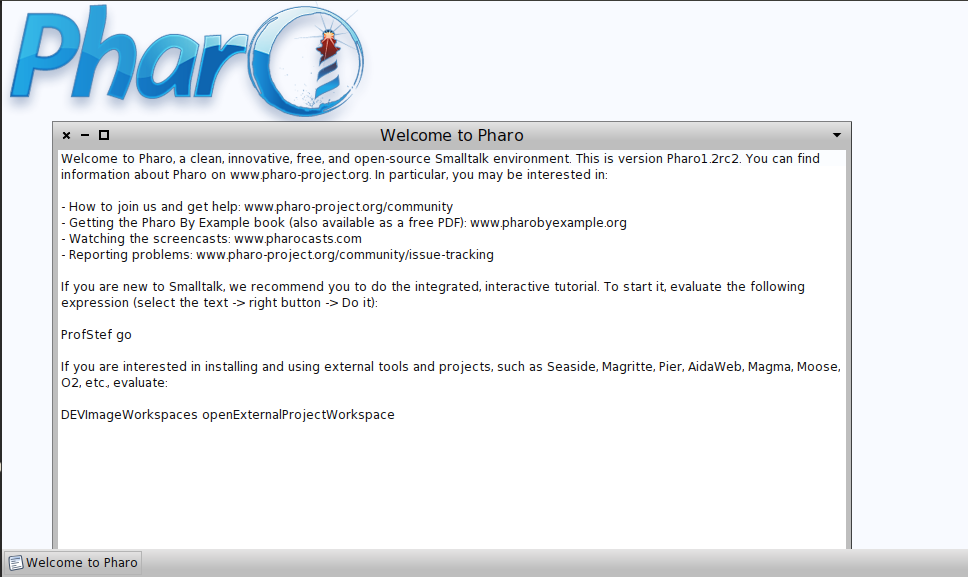 Pharo
Welcome to Pharo
Welcome to Pharo, a clean, innovative, free, and open-source Smalltalk environment. This is version Pharo1.2rc2. You can find
information about Pharo on www.pharo-project.org. In particular, you may be interested in:
- How to join us and get help: www.pharo-project.org/community
- Getting the Pharo By Example book (also available as a free PDF): www.pharobyexample.org
- Watching the screencasts: www.pharocasts.com
- Reporting problems: www.pharo-project.org/community/issue-tracking
If you are new to Smalltalk, we recommend you to do the integrated, interactive tutorial. To start it, evaluate the following
expression (select the text -> right button -> Do it):
ProfStef go
If you are interested in installing and using external tools and projects, such as Seaside, Magritte, Pier, AidaWeb, Magma, Moose,
O2, etc., evaluate:
DEVImageWorkspaces openExternalProjectWorkspace
Welcome to Pharo